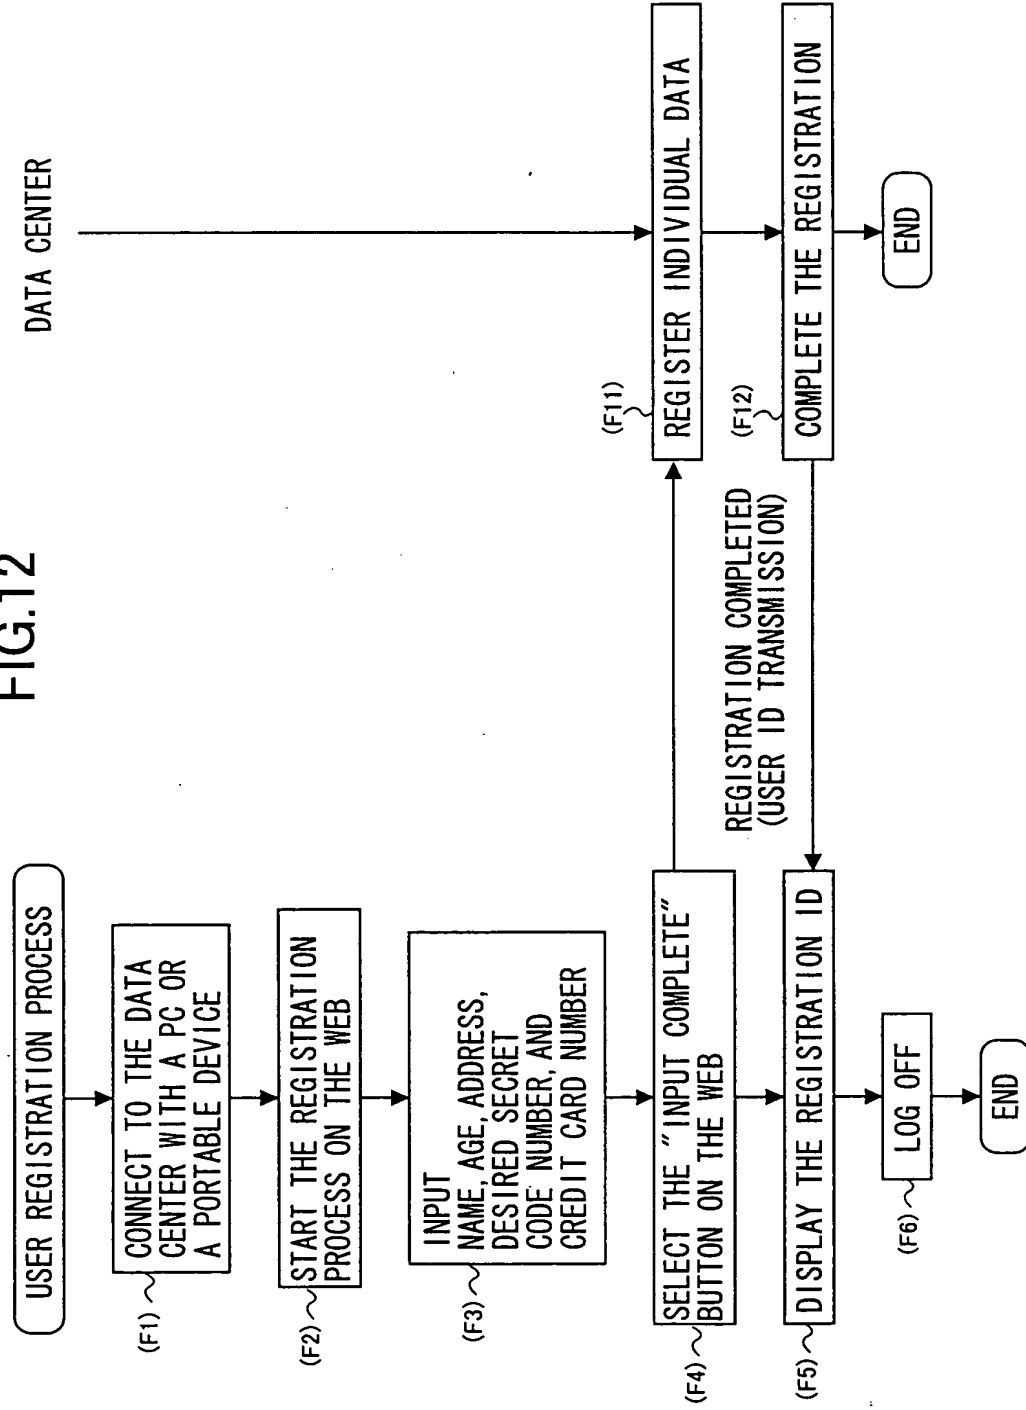 FIG.12
USER REGISTRATION PROCESS
(F1)
CONNECT TO THE DATA
CENTER WITH A PC OR
A PORTABLE DEVICE
(F2)
START THE REGISTRATION
PROCESS ON THE WEB
(F3)
INPUT
NAME, AGE, ADDRESS,
DESIRED SECRET
CODE NUMBER, AND
CREDIT CARD NUMBER
(F4)
SELECT THE "INPUT COMPLETE"
BUTTON ON THE WEB
(F5)
DISPLAY THE REGISTRATION ID
(F6)
LOG OFF
END
REGISTRATION COMPLETED
(USER ID TRANSMISSION)
DATA CENTER
(F11)
REGISTER INDIVIDUAL DATA
(F12)
COMPLETE THE REGISTRATION
END